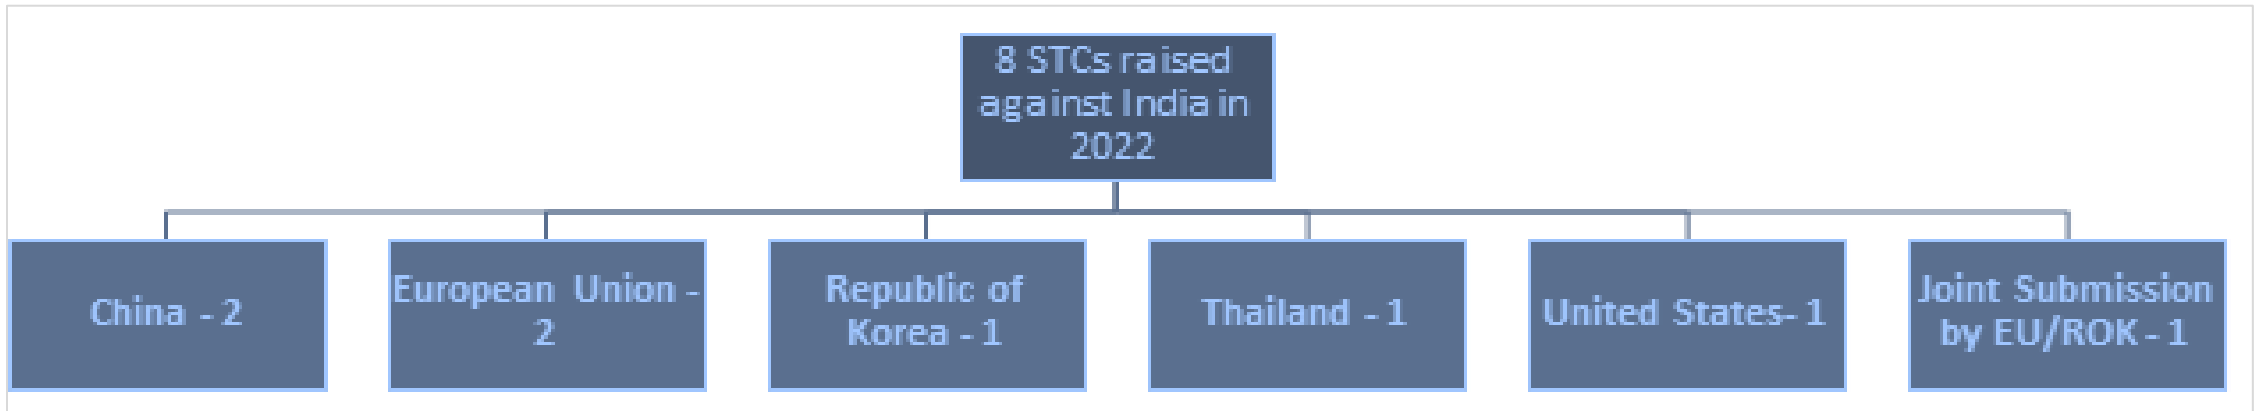 8 STCs raised
against India in
2022
China - 2
European Union -
2
Republic of
Korea - 1
Thailand - 1
United States- 1
Joint Submission
by EU/ROK - 1